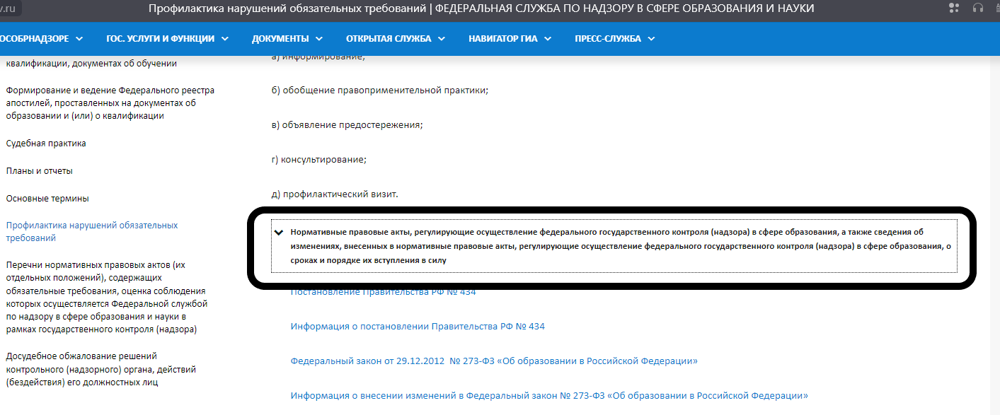 v.ru
Профилактика нарушений обязательных требований | ФЕДЕРАЛЬНАЯ СЛУЖБА ПО НАДЗОРУ В СФЕРЕ ОБРАЗОВАНИЯ И НАУКИ
ОСОБРНАДЗОРЕ ГОС. УСЛУГИ И ФУНКЦИИ ДОКУМЕНТЫ ОТКРЫТАЯ СЛУЖБА НАВИГАТОР ГИА ПРЕСС-СЛУЖБА
квалификации, документах об обучении
Формирование и ведение Федерального реестра
апостилей, проставленных на документах об
образовании и (или) о квалификации
Судебная практика
Планы и отчеты
Основные термины
Профилактика нарушений обязательных
требований
Перечни нормативных правовых актов (их
отдельных положений), содержащих
обязательные требования, оценка соблюдения
которых осуществляется Федеральной службой
по надзору в сфере образования и науки в
рамках государственного контроля (надзора)
Досудебное обжалование решений
контрольного (надзорного) органа, действий
(бездействия) его должностных лиц
а) информирование;
б) обобщение правоприменительной практики;
в) объявление предостережения;
г) консультирование;
д) профилактический визит.
Нормативные правовые акты, регулирующие осуществление федерального государственного контроля (надзора) в сфере образования, а также сведения об
изменениях, внесенных в нормативные правовые акты, регулирующие осуществление федерального государственного контроля (надзора) в сфере образования, о
сроках и порядке их вступления в силу
Постановление Правительства РФ № 434
Информация о постановлении Правительства РФ № 434
Федеральный закон от 29.12.2012 № 273-ФЗ «Об образовании в Российской Федерации»
Информация о внесении изменений в Федеральный закон № 273-ФЗ «Об образовании в Российской Федерации»